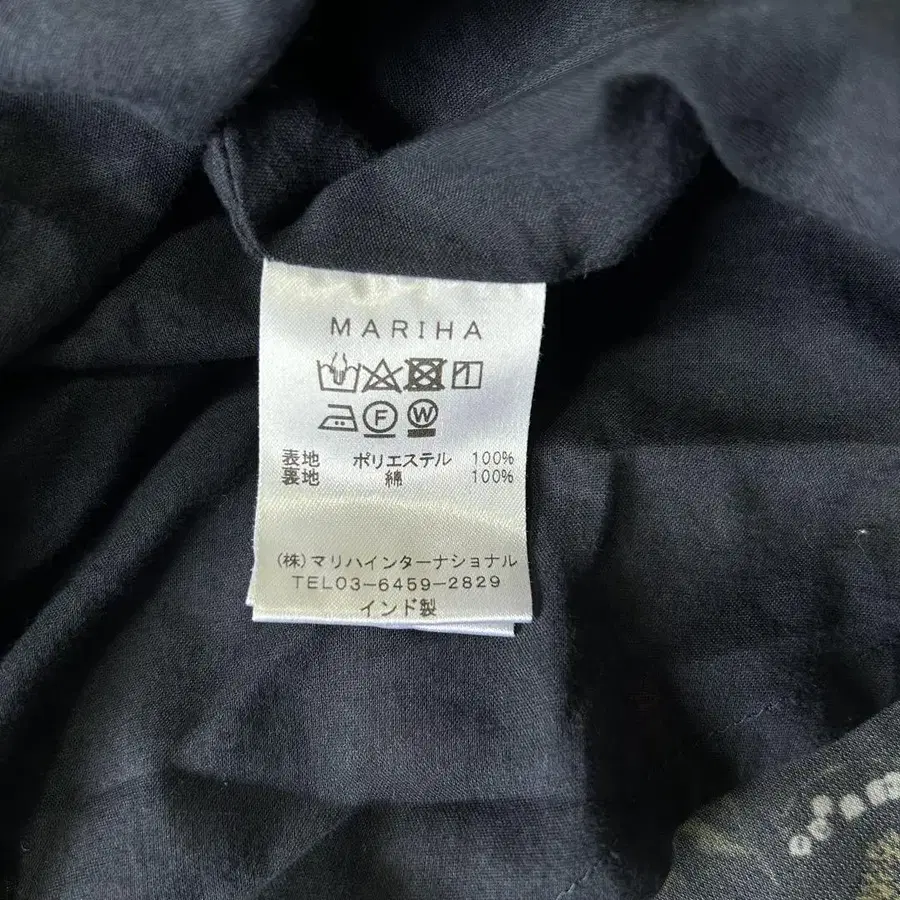 MARIHA
F W
表地 ポリエステル 100%
裏地 綿 100%
(株)マリハインターナショナル
TEL03-6459-2829
インド製